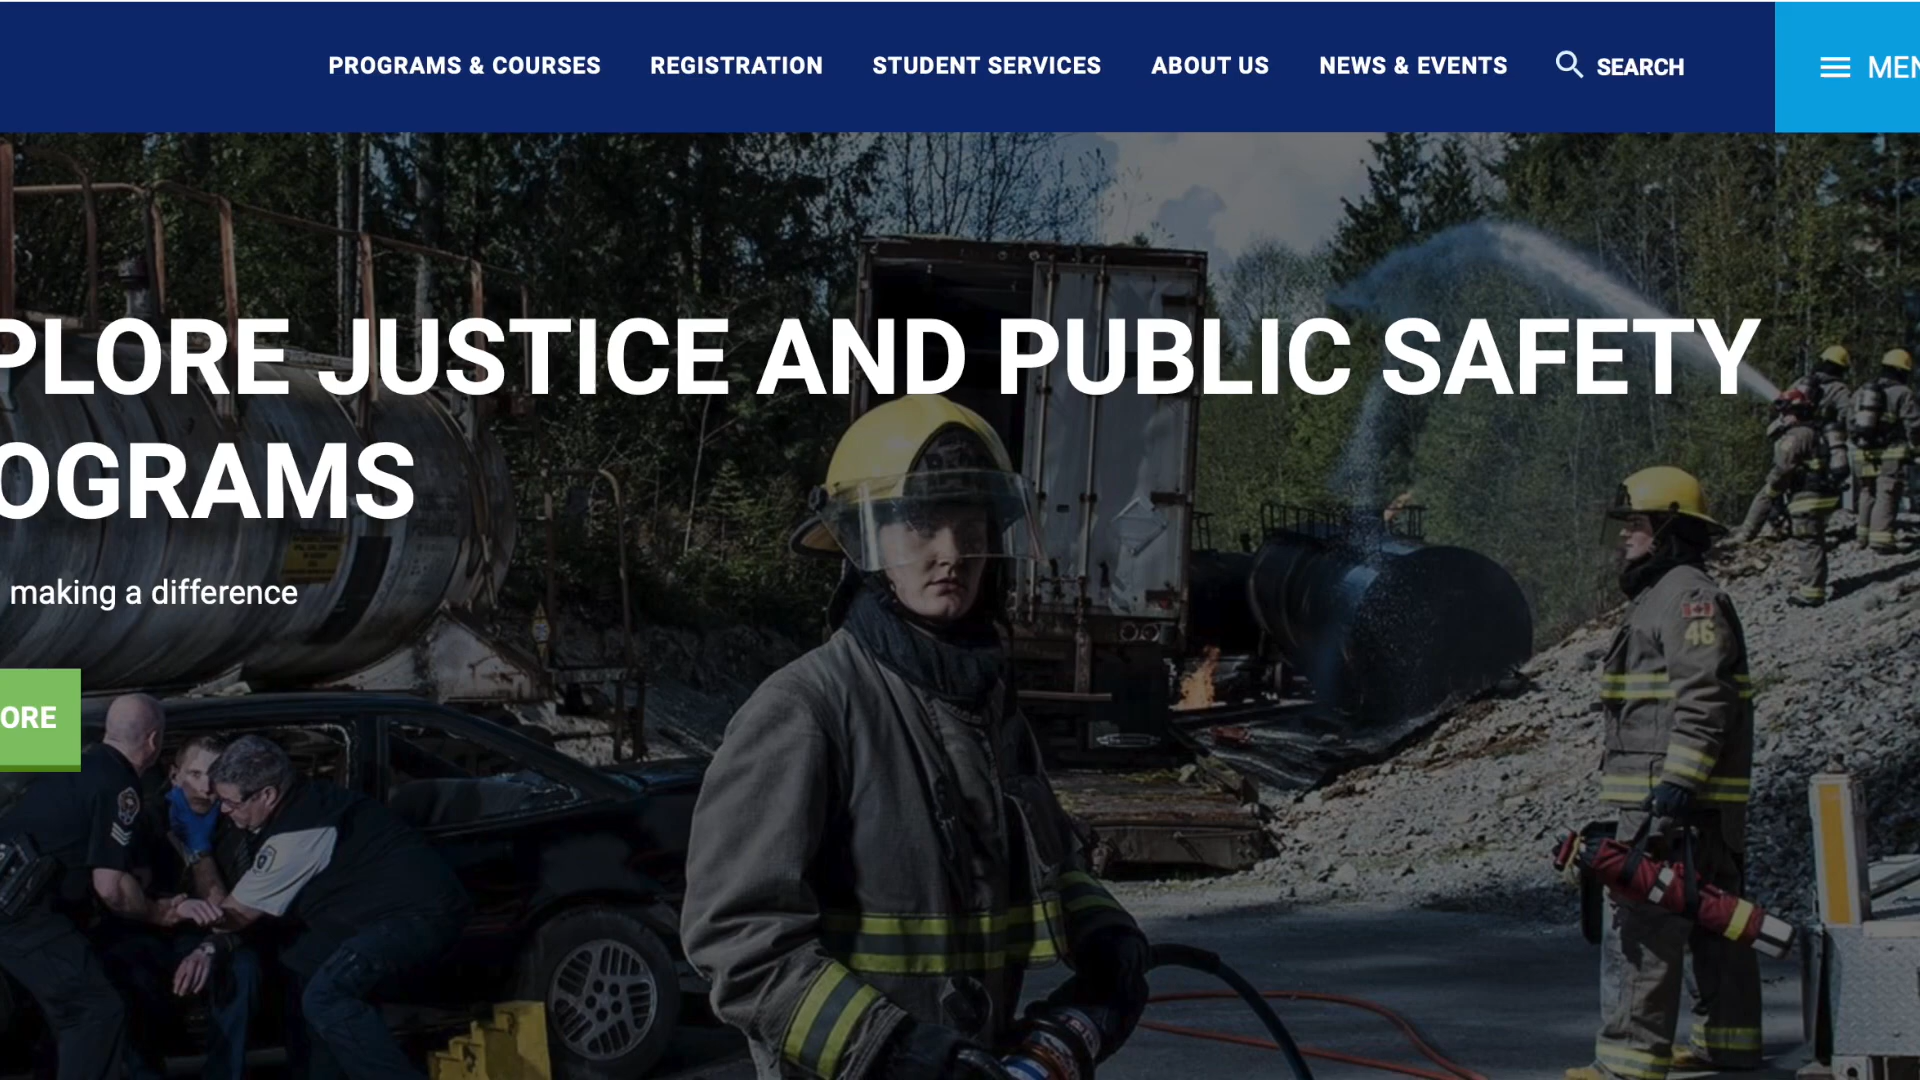 PROGRAMS & COURSES REGISTRATION STUDENT SERVICES ABOUT US NEWS & EVENTS SEARCH MEN
PLORE JUSTICE AND PUBLIC SAFETY
OGRAMS
making a difference
ORE
46